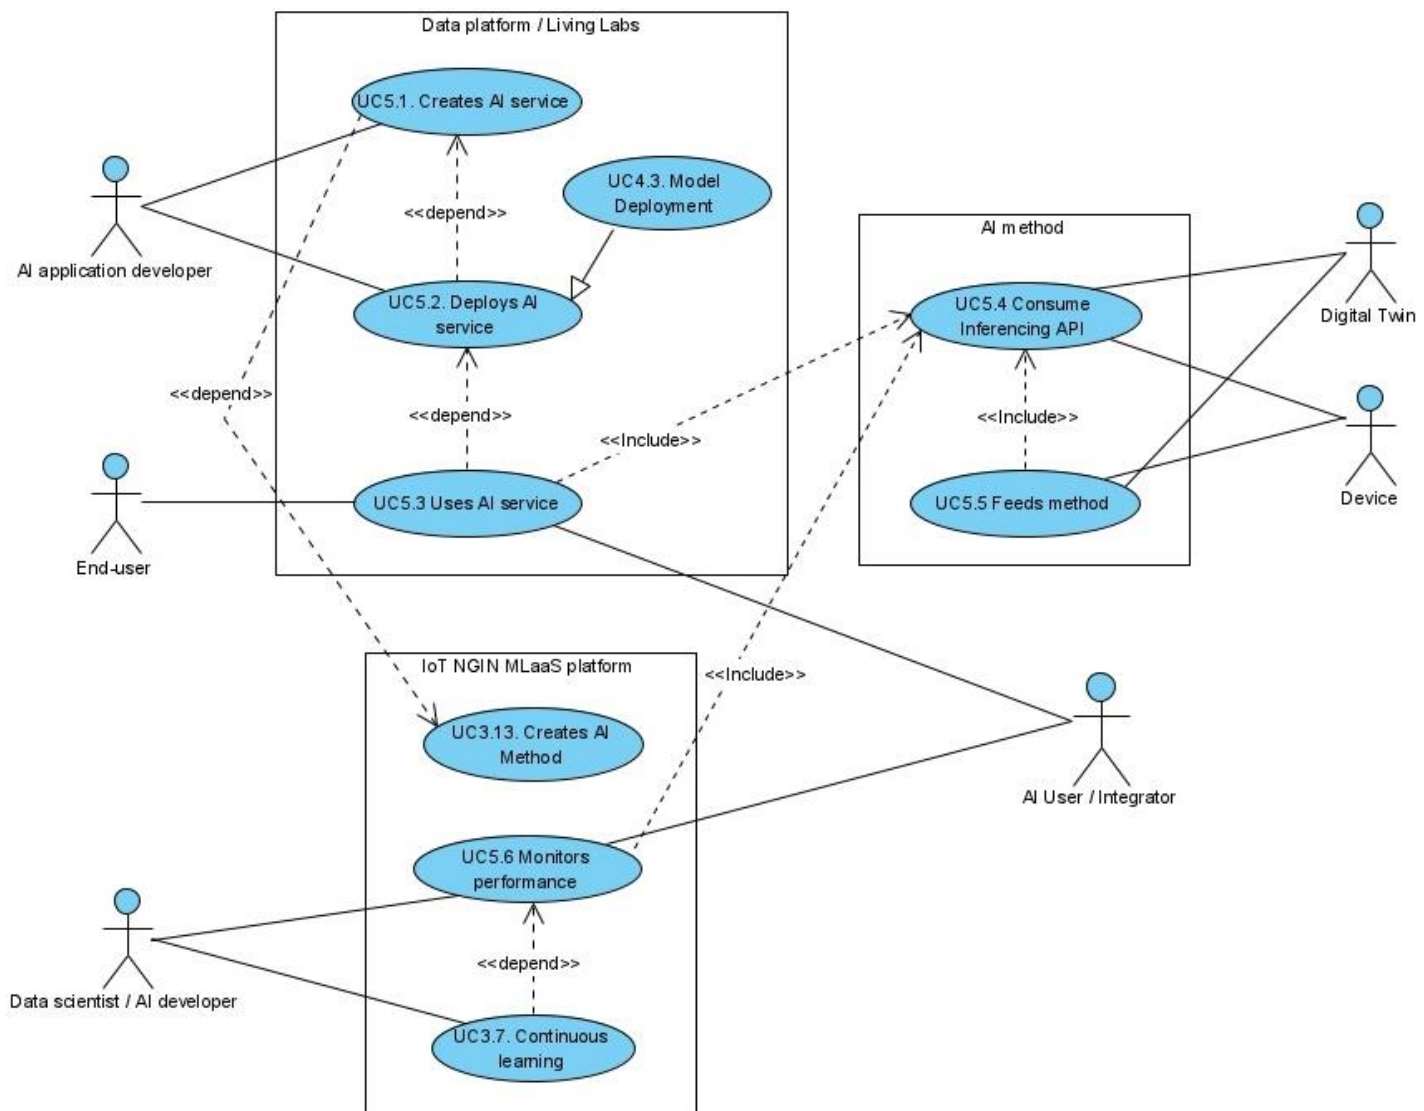 Data platform / Living Labs
UC5.1. Creates AI service
UC4.3. Model
Deployment
<<depend>>
AI method
AI application developer
UC5.2. Deploys AI
service
UC5.4 Consume
Inferencing API
Digital Twin
<<depend>>
<<depend>>
<<Include>>
<<Include>>
UC5.3 Uses AI service
UC5.5 Feeds method
Device
End-user
IoT NGIN MLaaS platform
<<Include>>
UC3.13. Creates AI
Method
AI User / Integrator
UC5.6 Monitors
performance
<<depend>>
Data scientist / AI developer
UC3.7. Continuous
learning